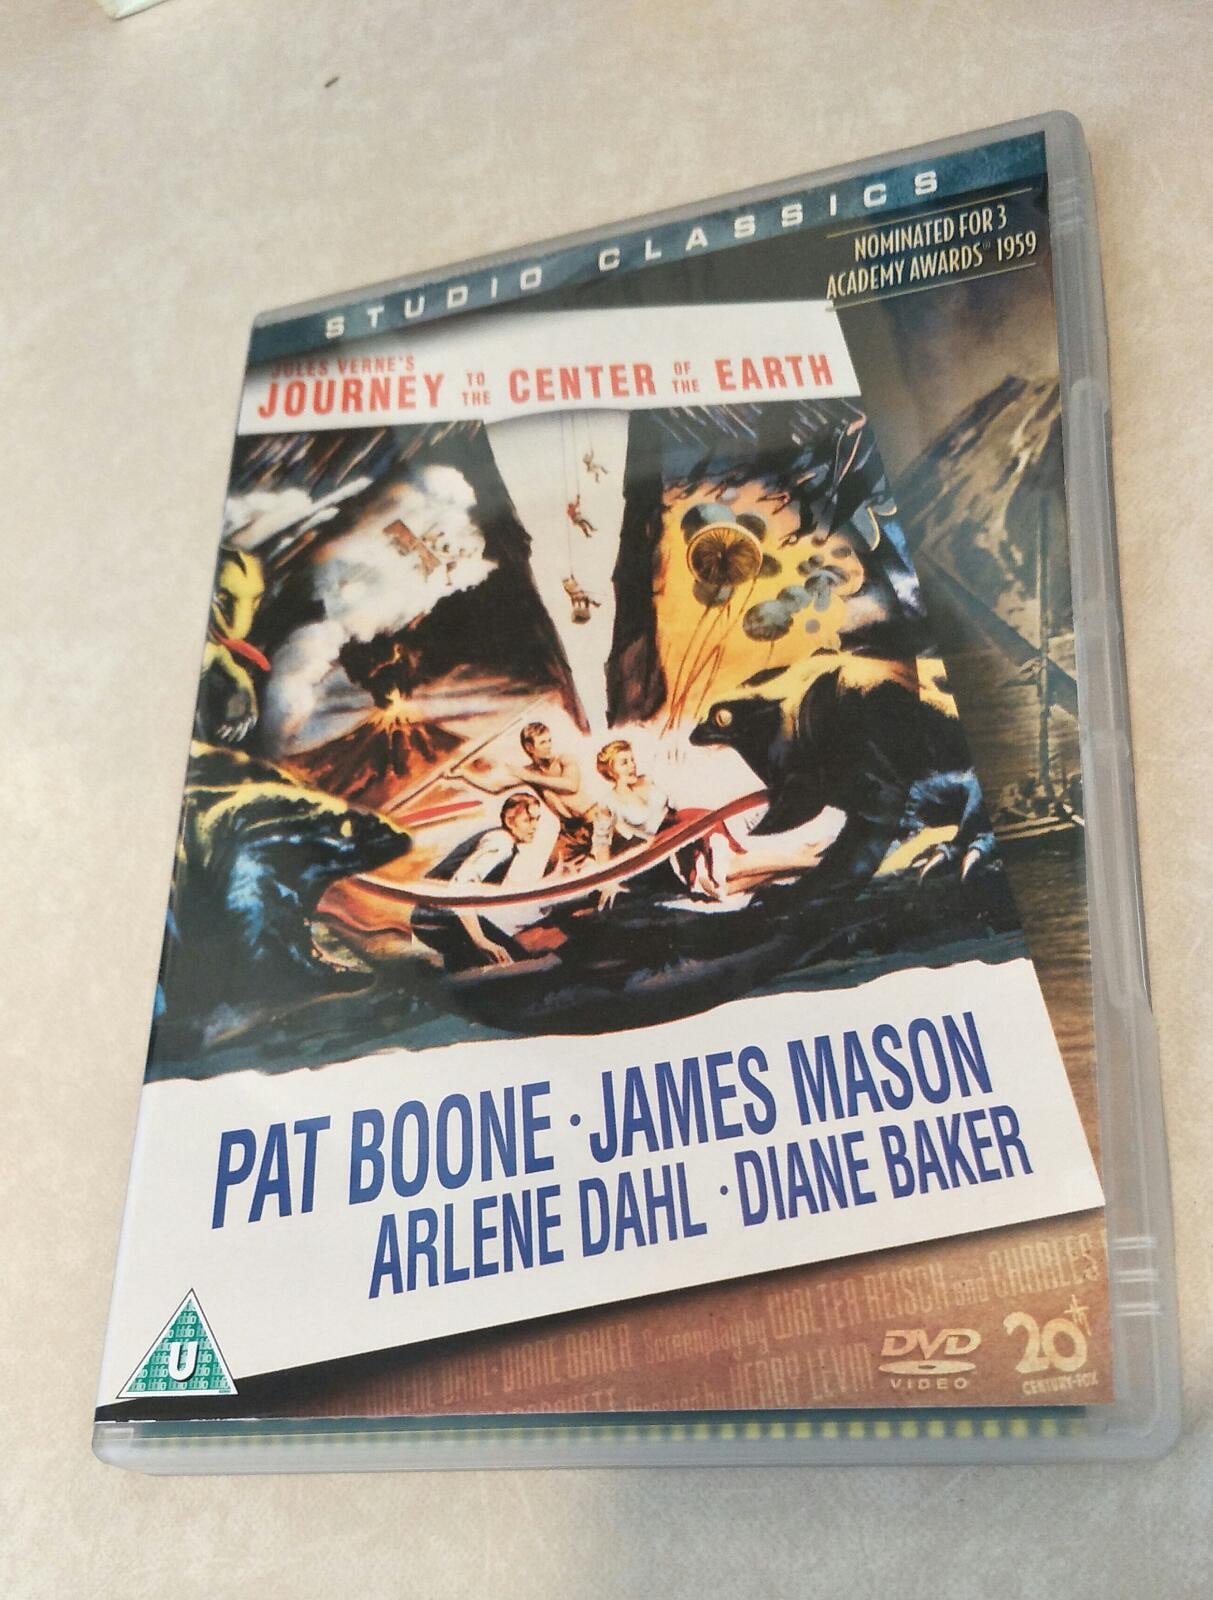 STUDIO CLASSICS
NOMINATED FOR 3
ACADEMY AWARDS™ 1959
JULES VERNE'S
JOURNEY TO THE CENTER OF THE EARTH
PAT BOONE · JAMES MASON
ARLENE DAHL · DIANE BAKER
Screenplay by WALTER REISCH and CHARLES
U
DVD
VIDEO
20th
CENTURY-FOX